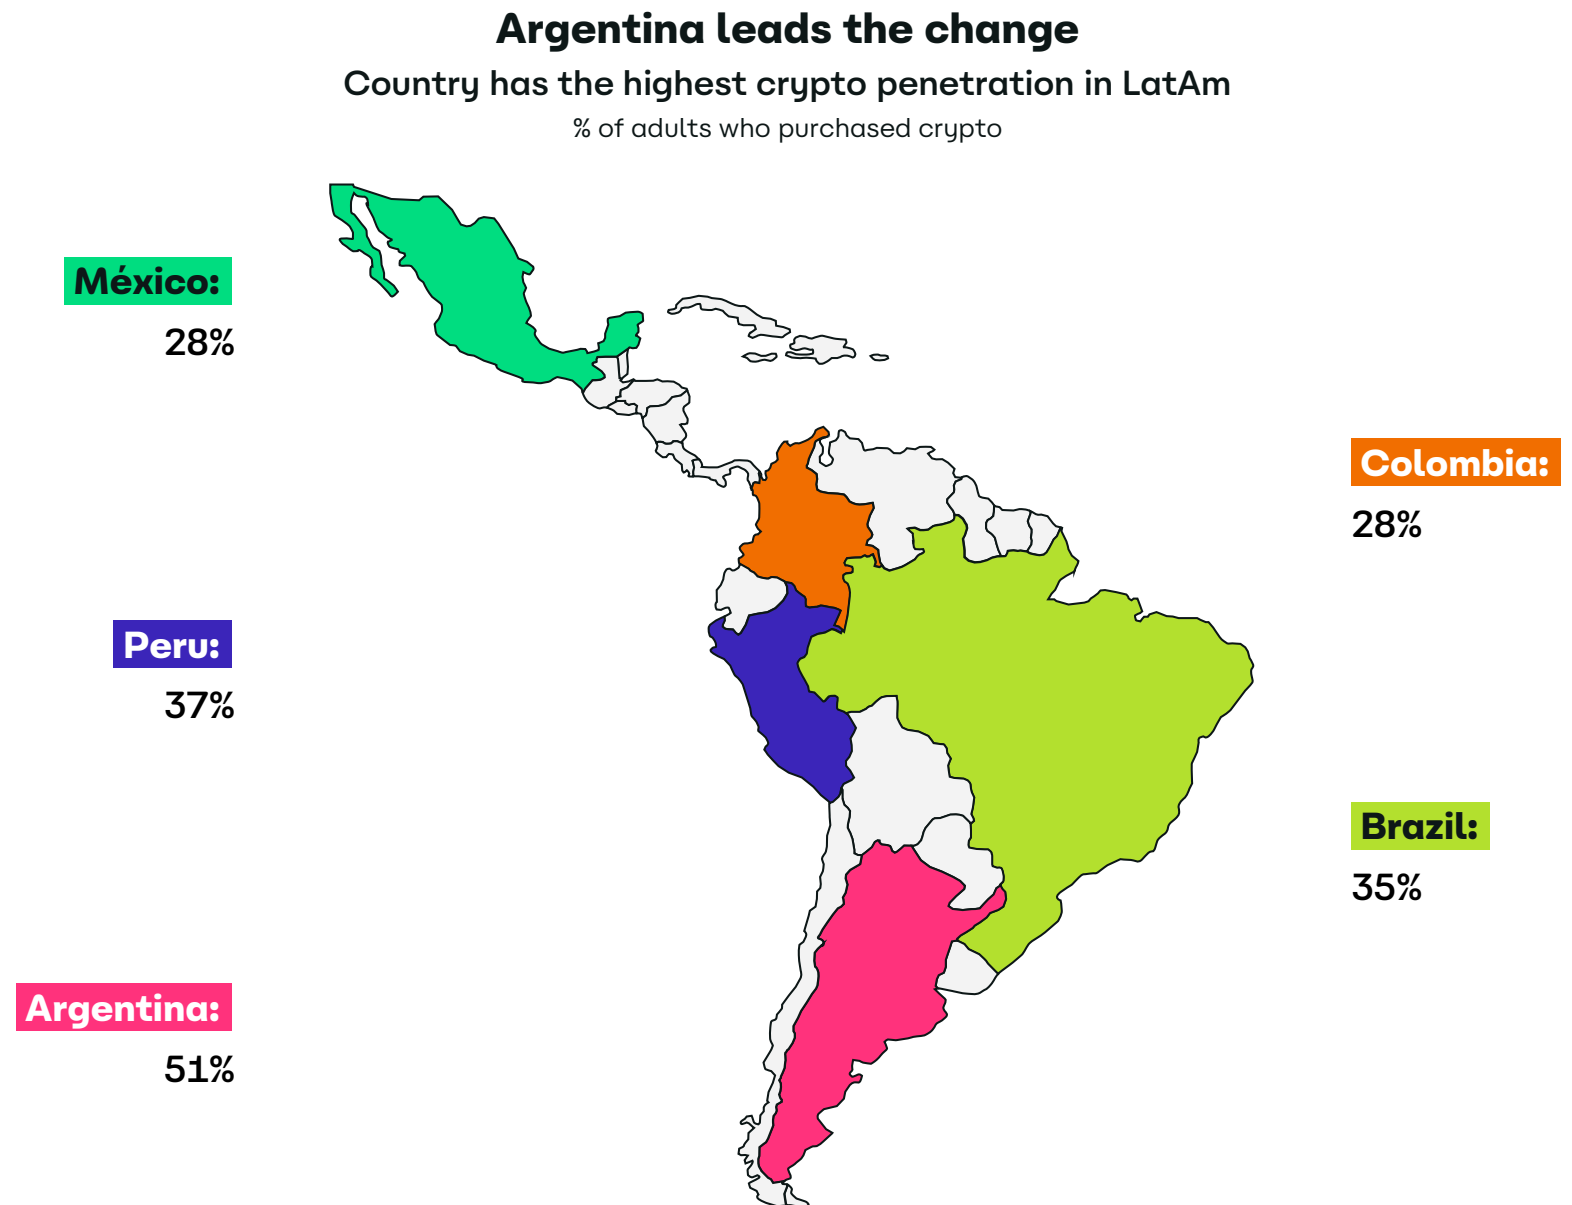 Argentina leads the change
Country has the highest crypto penetration in LatAm
% of adults who purchased crypto
México:
28%
Colombia:
28%
Peru:
37%
Brazil:
35%
Argentina:
51%